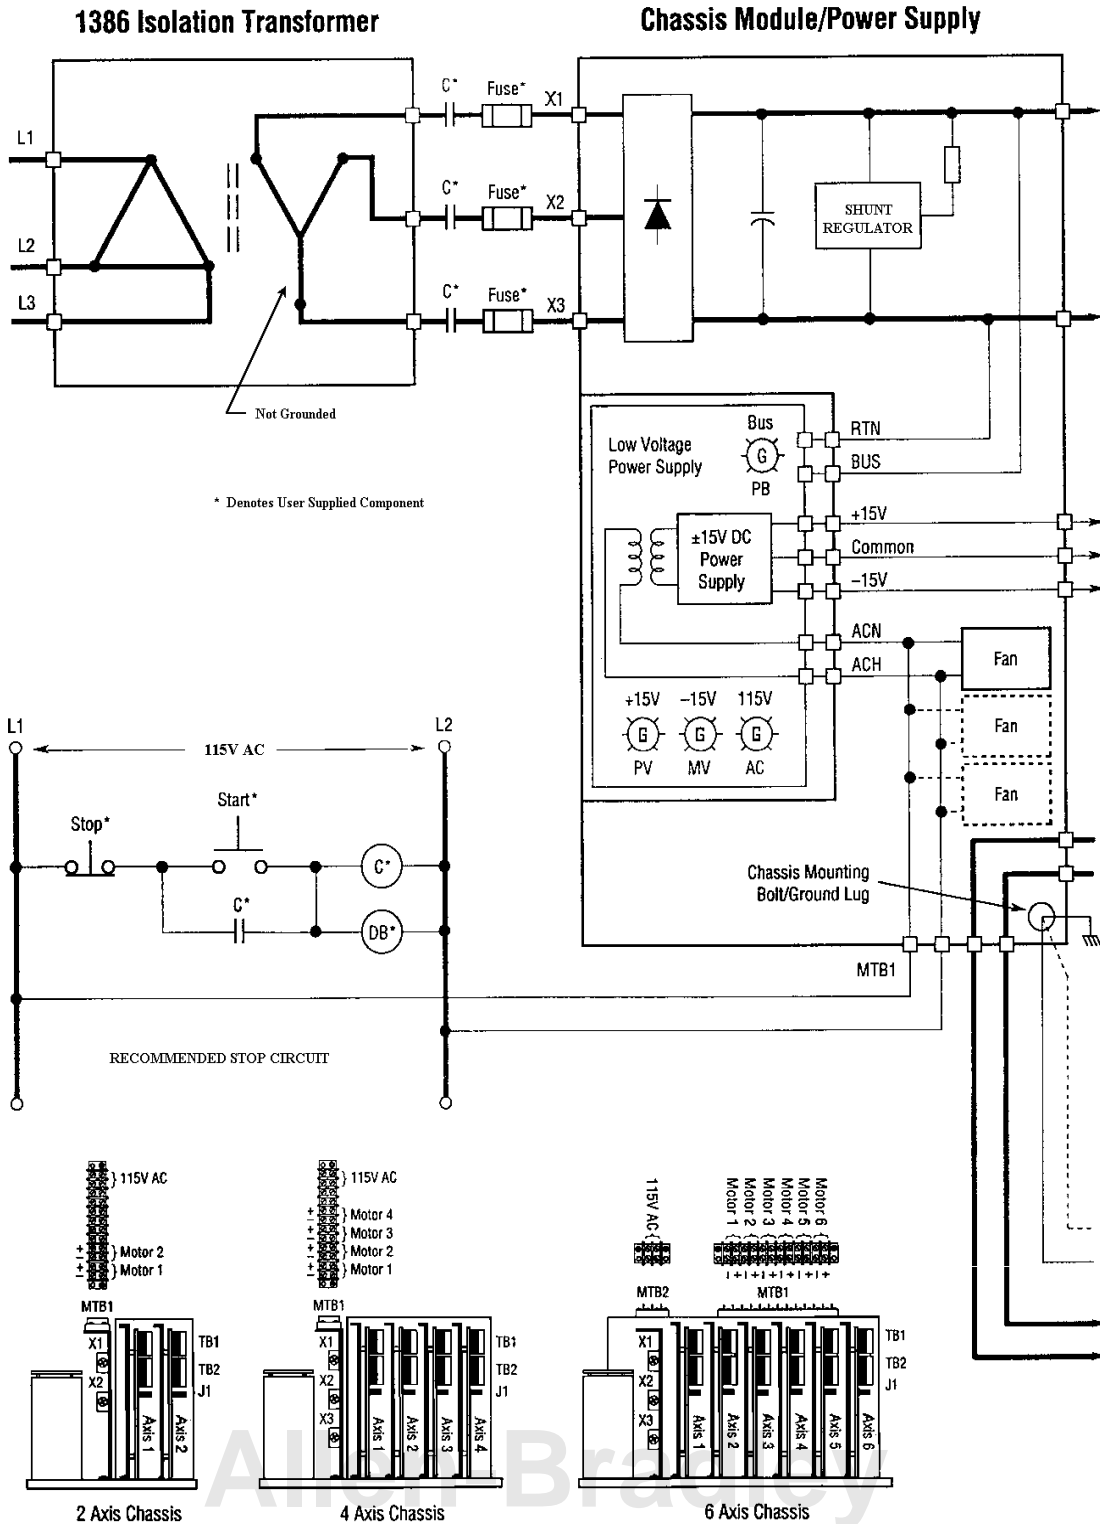 1386 Isolation Transformer
Chassis Module/Power Supply
C*
Fuse*
X1
L1
C*
Fuse*
X2
SHUNT
REGULATOR
L2
L3
C*
Fuse*
X3
Not Grounded
* Denotes User Supplied Component
Low Voltage
Power Supply
Bus
G
PB
RTN
BUS
±15V DC
Power
Supply
+15V
Common
–15V
ACN
ACH
Fan
Fan
Fan
+15V
–15V
115V
G
G
G
PV
MV
AC
L1
115V AC
L2
Start*
Stop*
C*
C*
DB*
Chassis Mounting
Bolt/Ground Lug
MTB1
RECOMMENDED STOP CIRCUIT
115V AC
+
–
Motor 2
+
–
Motor 1
MTB1
X1
X2
TB1
TB2
J1
Axis 1
Axis 2
2 Axis Chassis
115V AC
+
–
Motor 4
+
–
Motor 3
+
–
Motor 2
+
–
Motor 1
MTB1
X1
X2
X3
TB1
TB2
J1
Axis 1
Axis 2
Axis 3
Axis 4
4 Axis Chassis
115V AC
Motor 1
Motor 2
Motor 3
Motor 4
Motor 5
Motor 6
– + – + – + – + – + – +
MTB2
MTB1
X1
X2
X3
TB1
TB2
J1
Axis 1
Axis 2
Axis 3
Axis 4
Axis 5
Axis 6
6 Axis Chassis
Allen Bradley